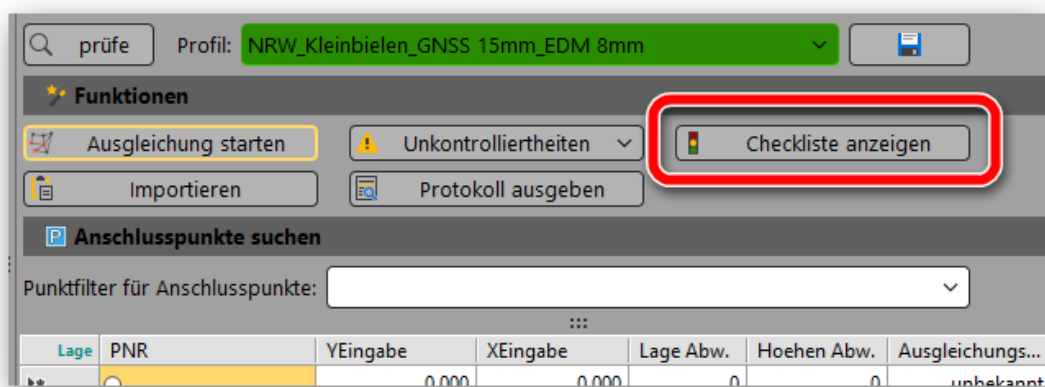 prüfe Profil: NRW_Kleinbielen_GNSS 15mm_EDM 8mm
Funktionen
Ausgleichung starten Unkontrolliertheiten Checkliste anzeigen
Importieren Protokoll ausgeben
P Anschlusspunkte suchen
Punktfilter für Anschlusspunkte:
Lage PNR YEingabe XEingabe Lage Abw. Hoehen Abw. Ausgleichungs...
0.000 0.000 0 0 unbekannt